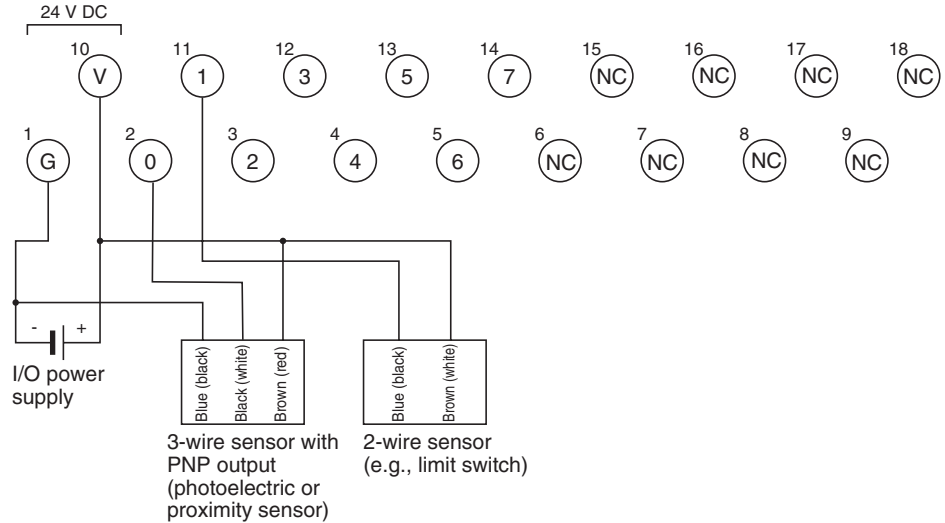 24 V DC
10 11 12 13 14 15 16 17 18
V 1 3 5 7 NC NC NC NC
1 2 3 4 5 6 7 8 9
G 0 2 4 6 NC NC NC NC
- +
I/O power
supply
Blue (black)
Black (white)
Brown (red)
Blue (black)
Brown (white)
3-wire sensor with
PNP output
(photoelectric or
proximity sensor)
2-wire sensor
(e.g., limit switch)